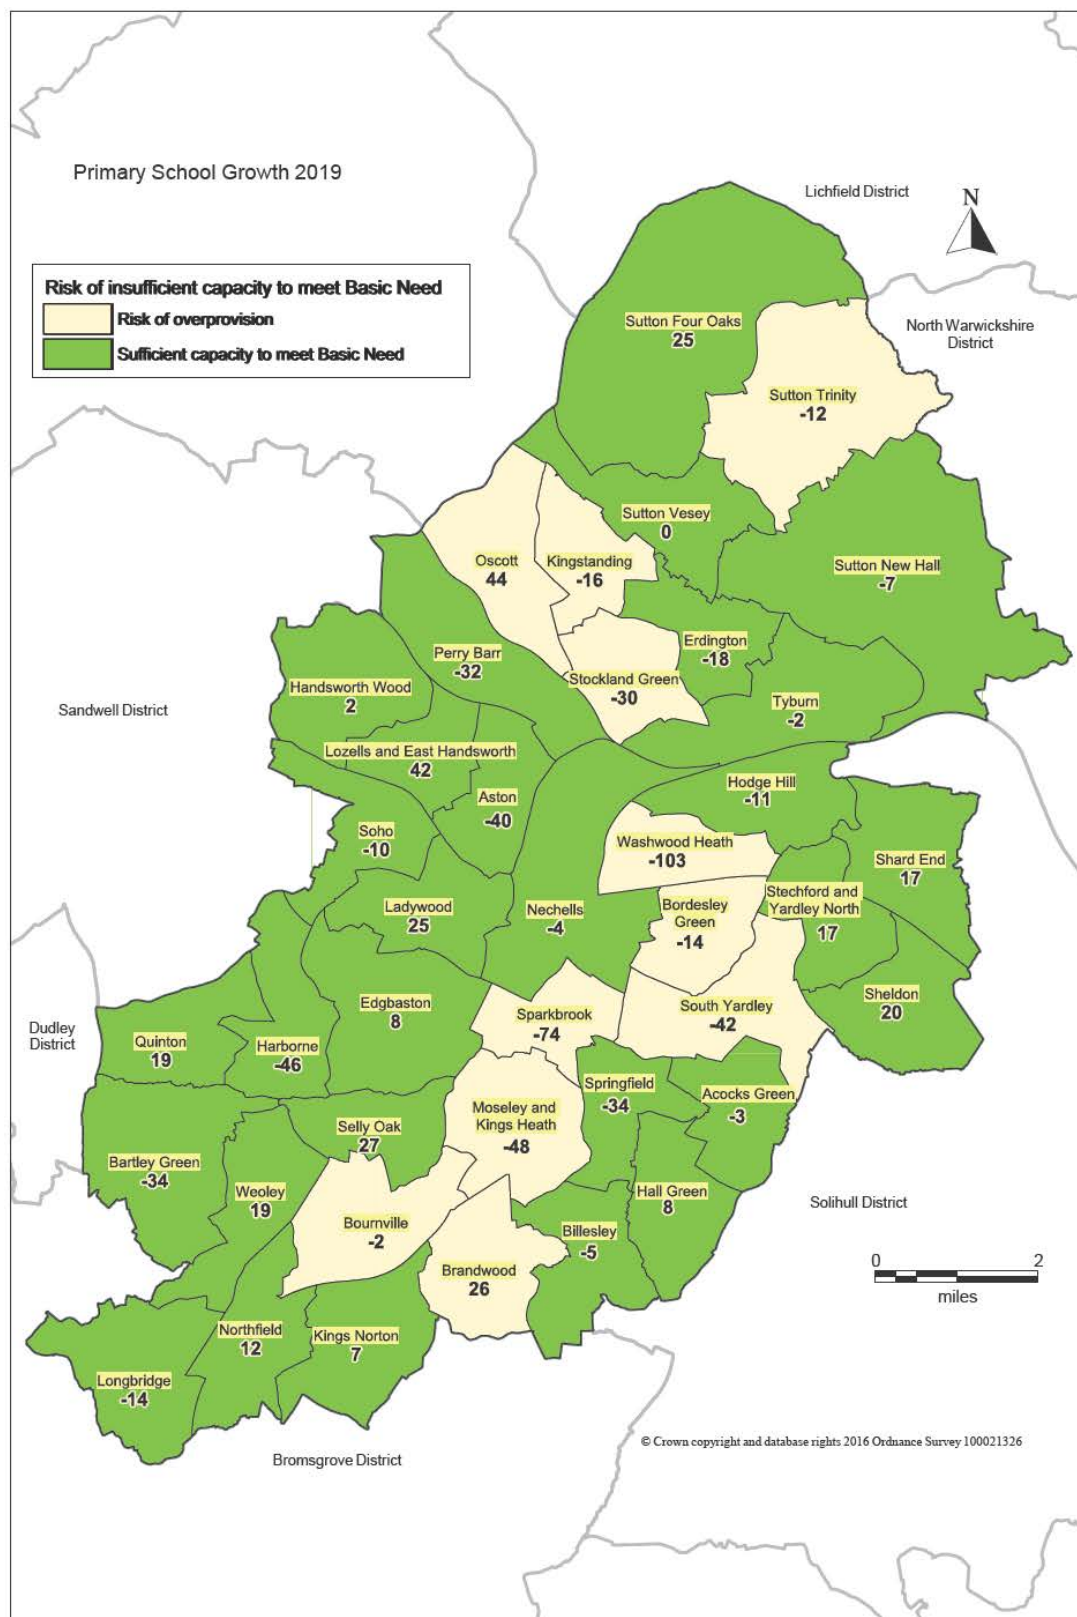 Primary School Growth 2019
Lichfield District
N
Risk of insufficient capacity to meet Basic Need
Risk of overprovision
Sufficient capacity to meet Basic Need
North Warwickshire
District
Sutton Four Oaks
25
Sutton Trinity
-12
Sutton Vesey
0
Sutton New Hall
-7
Oscott
44
Kingstanding
-16
Erdington
-18
Perry Barr
-32
Stockland Green
-30
Handsworth Wood
2
Tyburn
-2
Sandwell District
Lozells and East Handsworth
42
Hodge Hill
-11
Aston
-40
Soho
-10
Washwood Heath
-103
Shard End
17
Stechford and
Yardley North
17
Ladywood
25
Nechells
-4
Bordesley
Green
-14
Edgbaston
8
Sparkbrook
-74
South Yardley
-42
Sheldon
20
Dudley
District
Quinton
19
Harborne
-46
Springfield
-34
Acocks Green
-3
Moseley and
Kings Heath
-48
Selly Oak
27
Bartley Green
-34
Weoley
19
Hall Green
8
Solihull District
Bournville
-2
Billesley
-5
Brandwood
26
0 2
miles
Northfield
12
Kings Norton
7
Longbridge
-14
© Crown copyright and database rights 2016 Ordnance Survey 100021326
Bromsgrove District